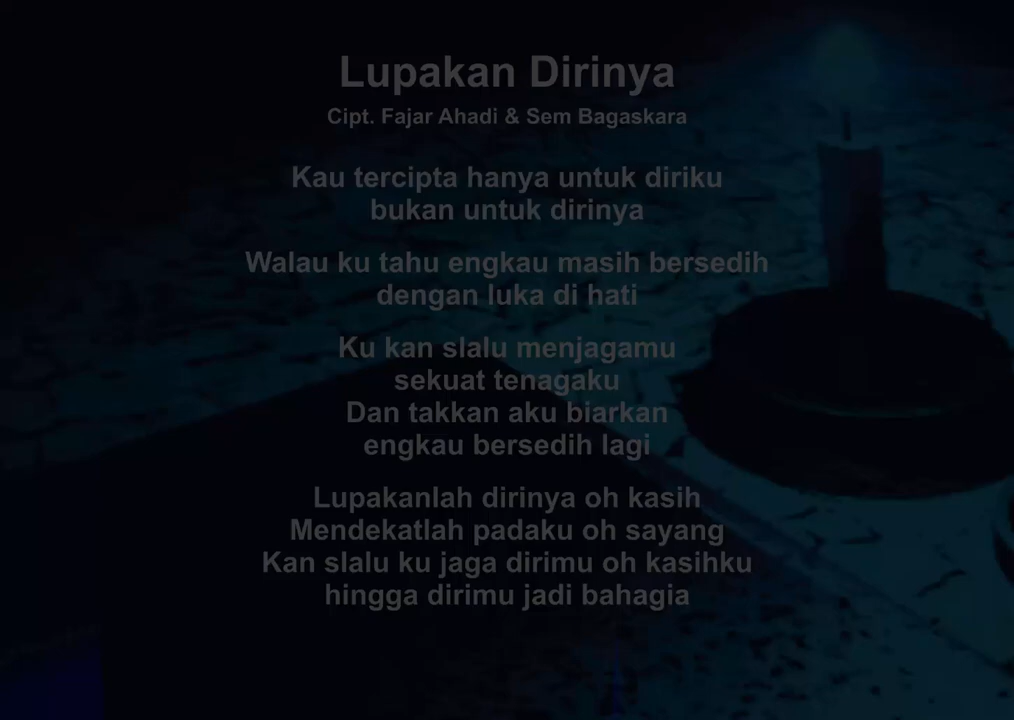 Lupakan Dirinya
Cipt. Fajar Ahadi & Sem Bagaskara
Kau tercipta hanya untuk diriku
bukan untuk dirinya
Walau ku tahu engkau masih bersedih
dengan luka di hati
Ku kan slalu menjagamu
sekuat tenagaku
Dan takkan aku biarkan
engkau bersedih lagi
Lupakanlah dirinya oh kasih
Mendekatlah padaku oh sayang
Kan slalu ku jaga dirimu oh kasihku
hingga dirimu jadi bahagia